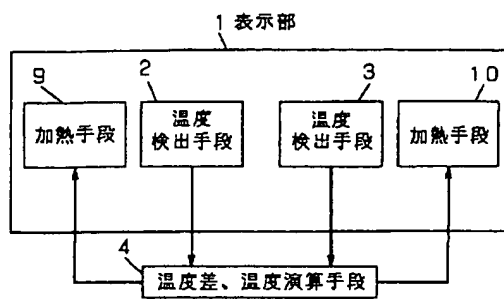 1 表示部
9
2
3
10
加熱手段
温度
検出手段
温度
検出手段
加熱手段
4
温度差、温度演算手段